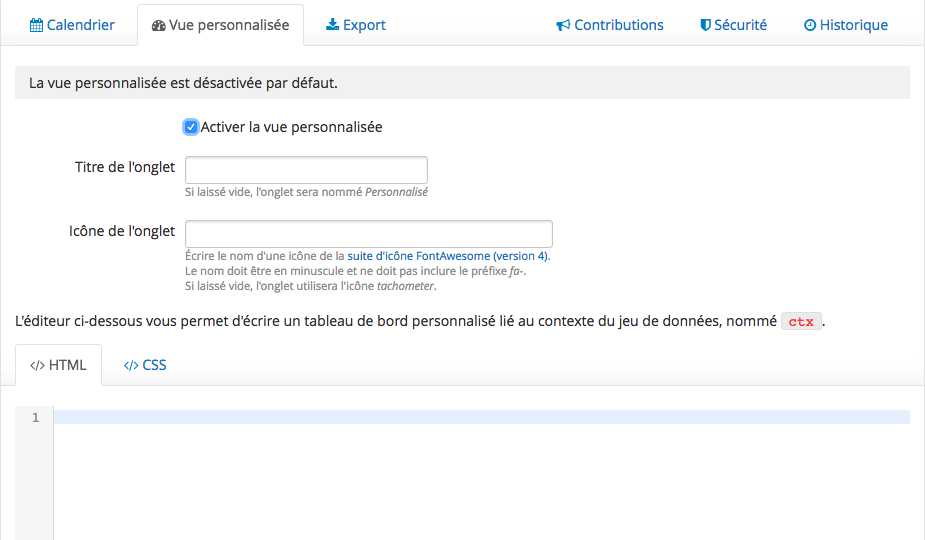 Calendrier Vue personnalisée Export Contributions Sécurité Historique
La vue personnalisée est désactivée par défaut.
Activer la vue personnalisée
Titre de l'onglet
Si laissé vide, l'onglet sera nommé Personnalisé
Icône de l'onglet
Écrire le nom d'une icône de la suite d'icône FontAwesome (version 4).
Le nom doit être en minuscule et ne doit pas inclure le préfixe fa-.
Si laissé vide, l'onglet utilisera l'icône tachometer.
L'éditeur ci-dessous vous permet d'écrire un tableau de bord personnalisé lié au contexte du jeu de données, nommé ctx.
</> HTML </> CSS
1